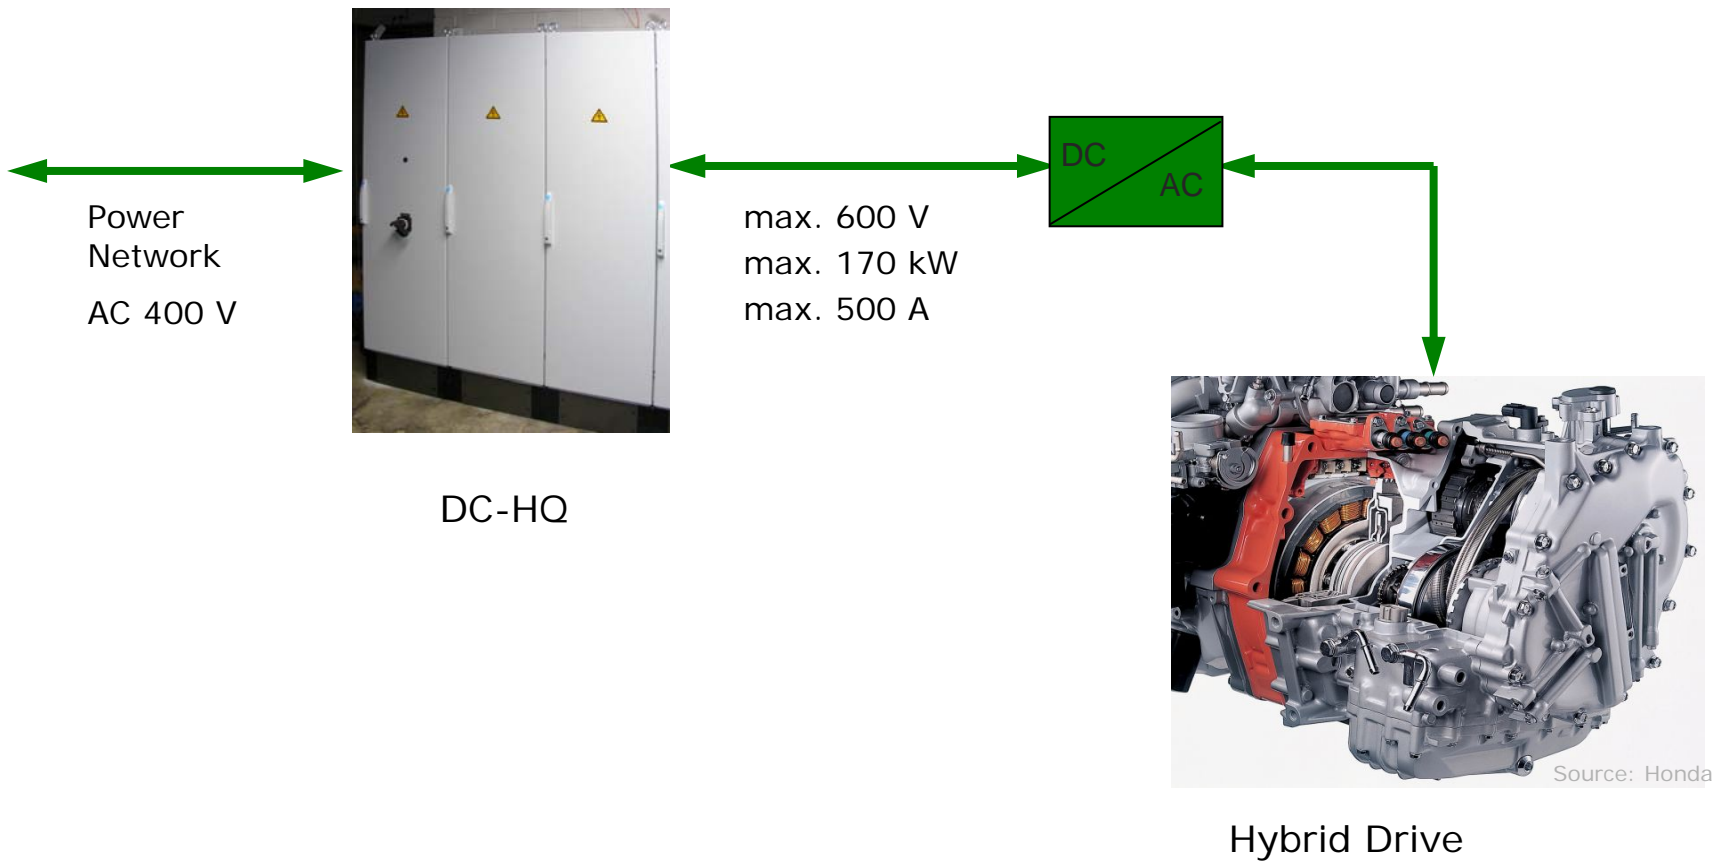 Power
Network
AC 400 V
DC-HQ
max. 600 V
max. 170 kW
max. 500 A
DC
AC
Source: Honda
Hybrid Drive